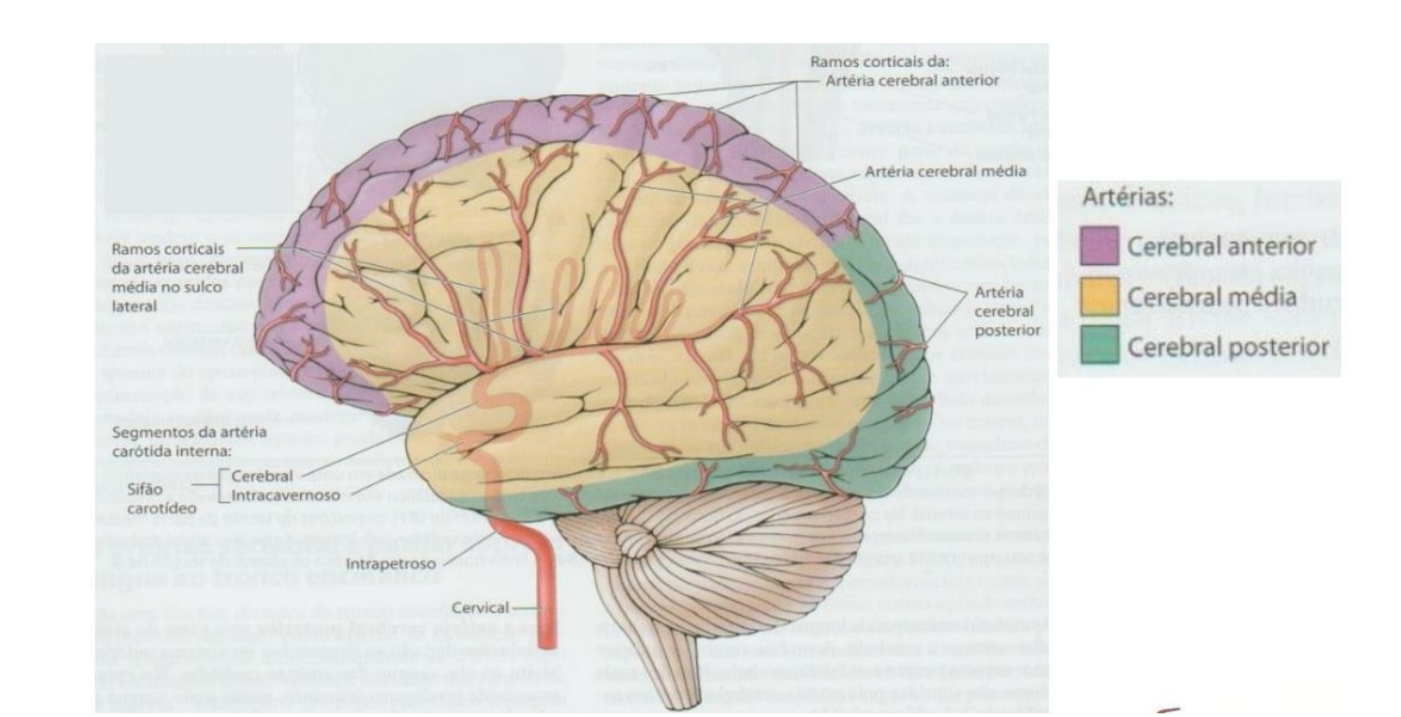 Ramos corticais da:
Artéria cerebral anterior
Artéria cerebral média
Ramos corticais
da artéria cerebral
média no sulco
lateral
Artéria
cerebral
posterior
Segmentos da artéria
carótida interna:
Sifão
carotídeo
Cerebral
Intracavernoso
Intrapetroso
Cervical
Artérias:
Cerebral anterior
Cerebral média
Cerebral posterior